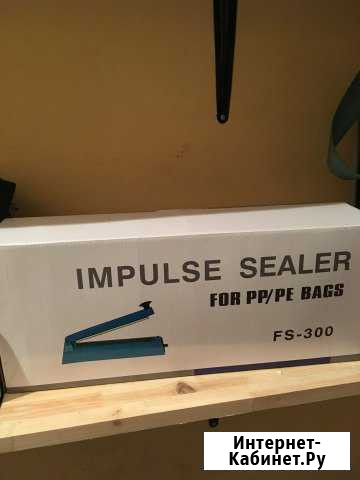 IMPULSE SEALER
FOR PP/PE BAGS
FS-300
Интернет-
Кабинет.Ру